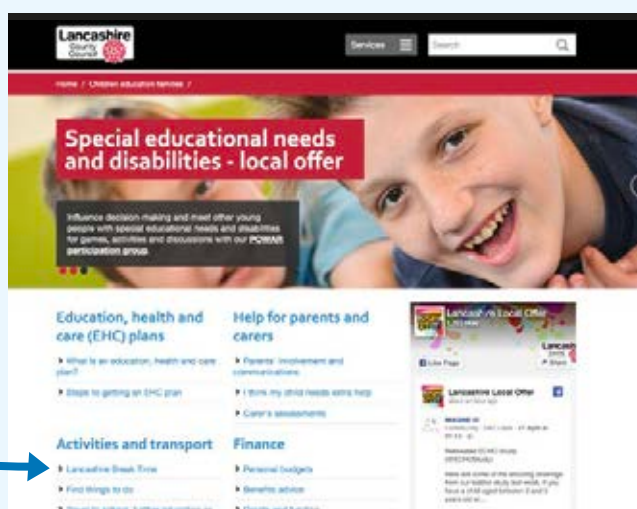 Lancashire
County
Council
Services
Search
Home / Children education families /
Special educational needs
and disabilities - local offer
Influence decision making and meet other young
people with special educational needs and disabilities
for games, activities and discussions with our POWAR
participation group.
Education, health and
care (EHC) plans
What is an education, health and care
plan?
Steps to getting an EHC plan
Help for parents and
carers
Parents' involvement and
communications
I think my child needs extra help
Carer's assessments
Activities and transport
Lancashire Break Time
Find things to do
Finance
Personal budgets
Benefits advice
Lancashire Local Offer
Like Page
Share
Lancashire Local Offer